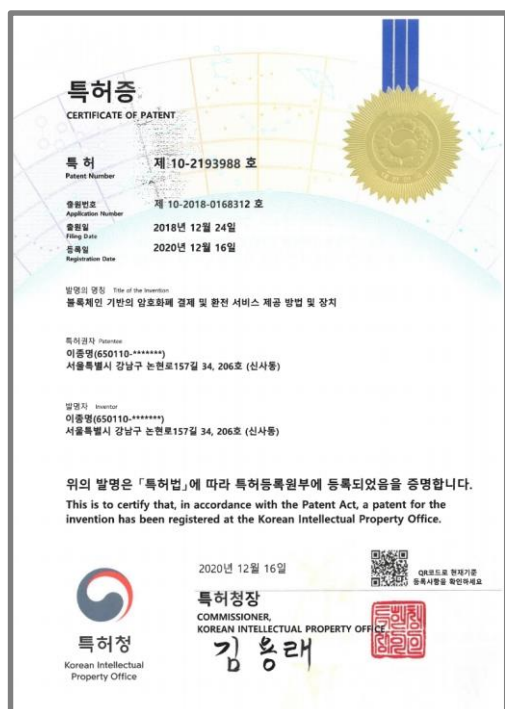 특허증
CERTIFICATE OF PATENT
특 허 제 10-2193988 호
Patent Number
출원번호 제 10-2018-0168312 호
Application Number
출원일 2018년 12월 24일
Filing Date
등록일 2020년 12월 16일
Registration Date
발명의 명칭 Title of the Invention
블록체인 기반의 암호화폐 결제 및 환전 서비스 제공 방법 및 장치
특허권자 Patentee
이종명(650110-*******)
서울특별시 강남구 논현로157길 34, 206호 (신사동)
발명자 Inventor
이종명(650110-*******)
서울특별시 강남구 논현로157길 34, 206호 (신사동)
위의 발명은 「특허법」에 따라 특허등록원부에 등록되었음을 증명합니다.
This is to certify that, in accordance with the Patent Act, a patent for the
invention has been registered at the Korean Intellectual Property Office.
2020년 12월 16일
QR코드로 현재기준
등록사항을 확인하세요
특허청장
COMMISSIONER,
KOREAN INTELLECTUAL PROPERTY OFFICE
김용래
특허청
Korean Intellectual
Property Office